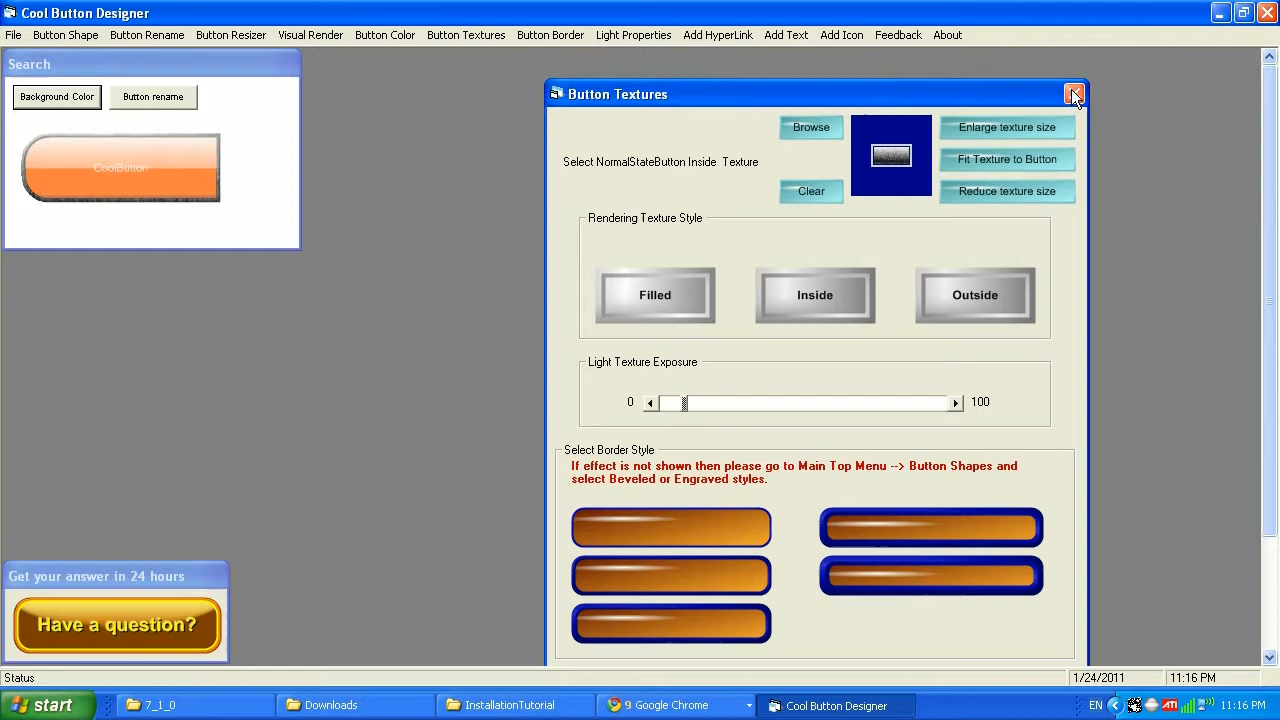 Cool Button Designer
File Button Shape Button Rename Button Resizer Visual Render Button Color Button Textures Button Border Light Properties Add HyperLink Add Text Add Icon Feedback About
Search
Background Color Button rename
CoolButton
Button Textures
Browse Enlarge texture size
Select NormalStateButton Inside Texture Fit Texture to Button
Clear Reduce texture size
Rendering Texture Style
Filled Inside Outside
Light Texture Exposure
0 100
Select Border Style
If effect is not shown then please go to Main Top Menu --> Button Shapes and
select Beveled or Engraved styles.
Get your answer in 24 hours
Have a question?
Status 1/24/2011 11:16 PM
start 7_1_0 Downloads InstallationTutorial 9 Google Chrome Cool Button Designer EN ATI 11:16 PM